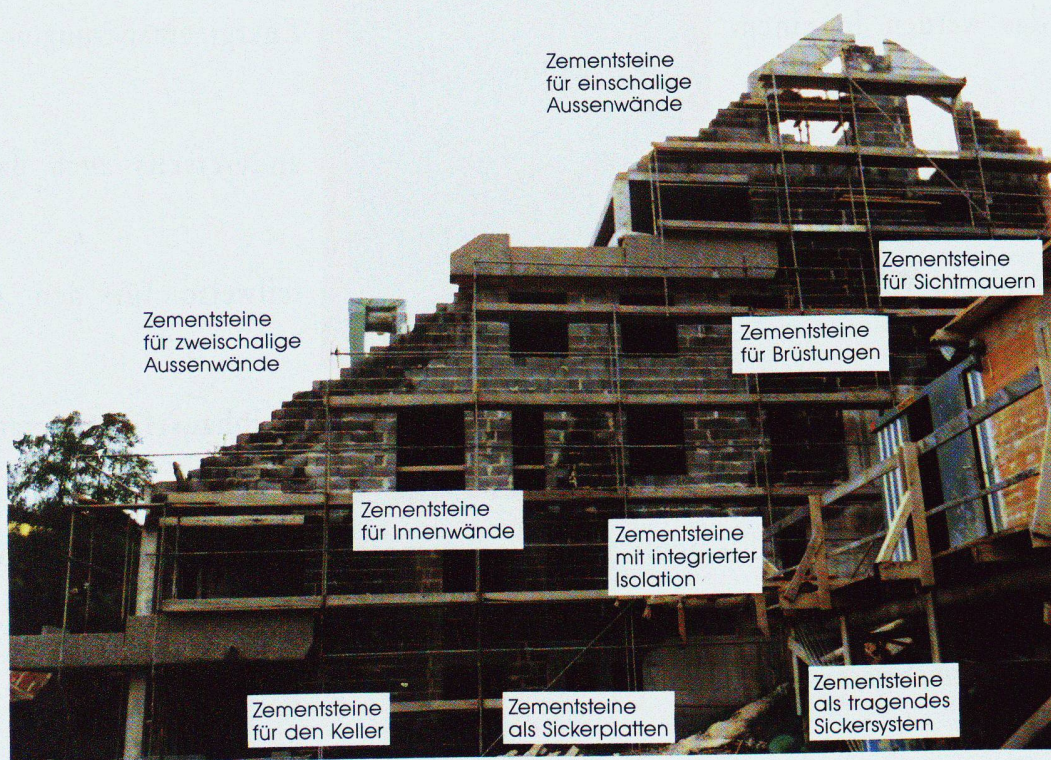 Zementsteine
für einschalige
Aussenwände
Zementsteine
für Sichtmauern
Zementsteine
für zweischalige
Aussenwände
Zementsteine
für Brüstungen
Zementsteine
für Innenwände
Zementsteine
mit integrierter
Isolation
Zementsteine
für den Keller
Zementsteine
als Sickerplatten
Zementsteine
als tragendes
Sickersystem